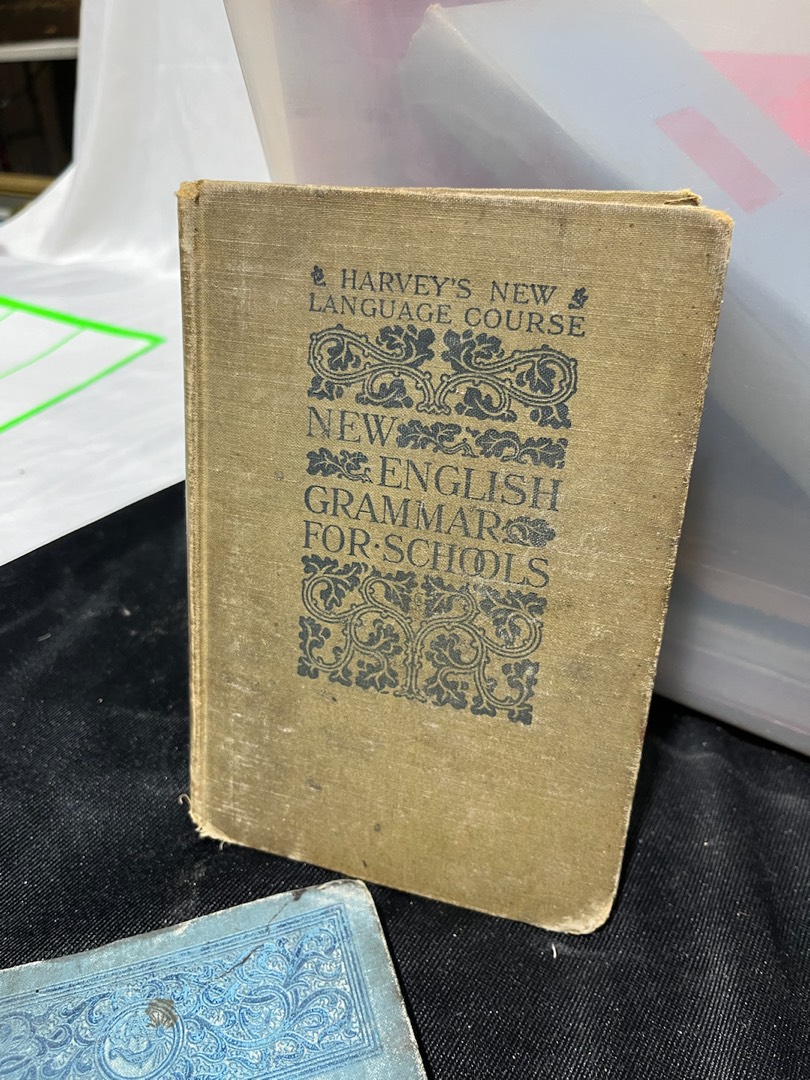 HARVEY'S NEW
LANGUAGE COURSE
NEW
ENGLISH
GRAMMAR
FOR·SCHOOLS